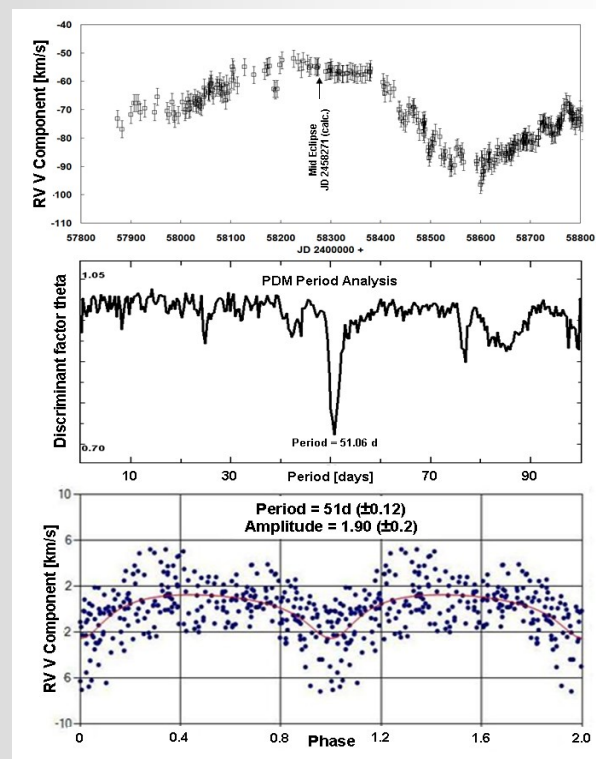 -40
-50
-60
-70
-80
-90
-100
-110
RV V Component [km/s]
Mid Eclipse
JD 2458271 (calc.)
57800 57900 58000 58100 58200 58300 58400 58500 58600 58700 58800
JD 2400000 +
1.05
PDM Period Analysis
Discriminant factor theta
Period = 51.06 d
0.70
10 30 Period [days] 70 90
10
Period = 51d (±0.12)
Amplitude = 1.90 (±0.2)
6
2
2
6
-10
RV V Component [km/s]
0 0.4 0.8 1.2 1.6 2.0
Phase